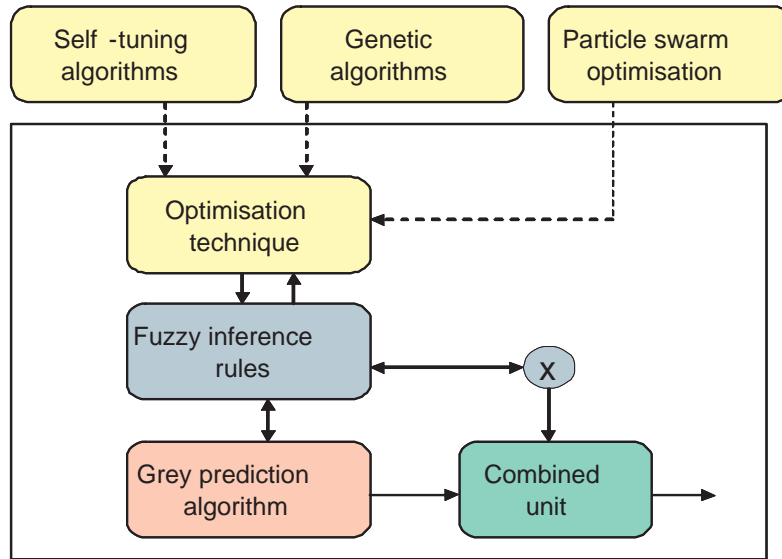 Self -tuning
algorithms
Genetic
algorithms
Particle swarm
optimisation
Optimisation
technique
Fuzzy inference
rules
x
Grey prediction
algorithm
Combined
unit